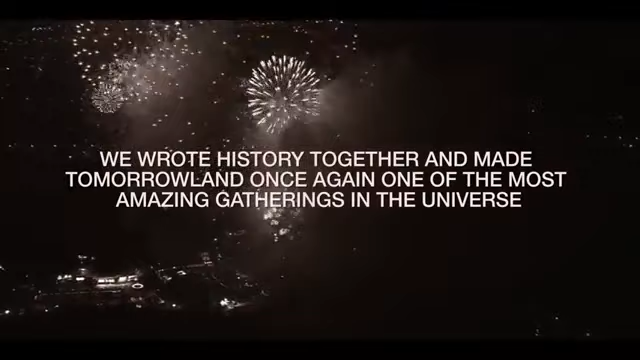 WE WROTE HISTORY TOGETHER AND MADE
TOMORROWLAND ONCE AGAIN ONE OF THE MOST
AMAZING GATHERINGS IN THE UNIVERSE